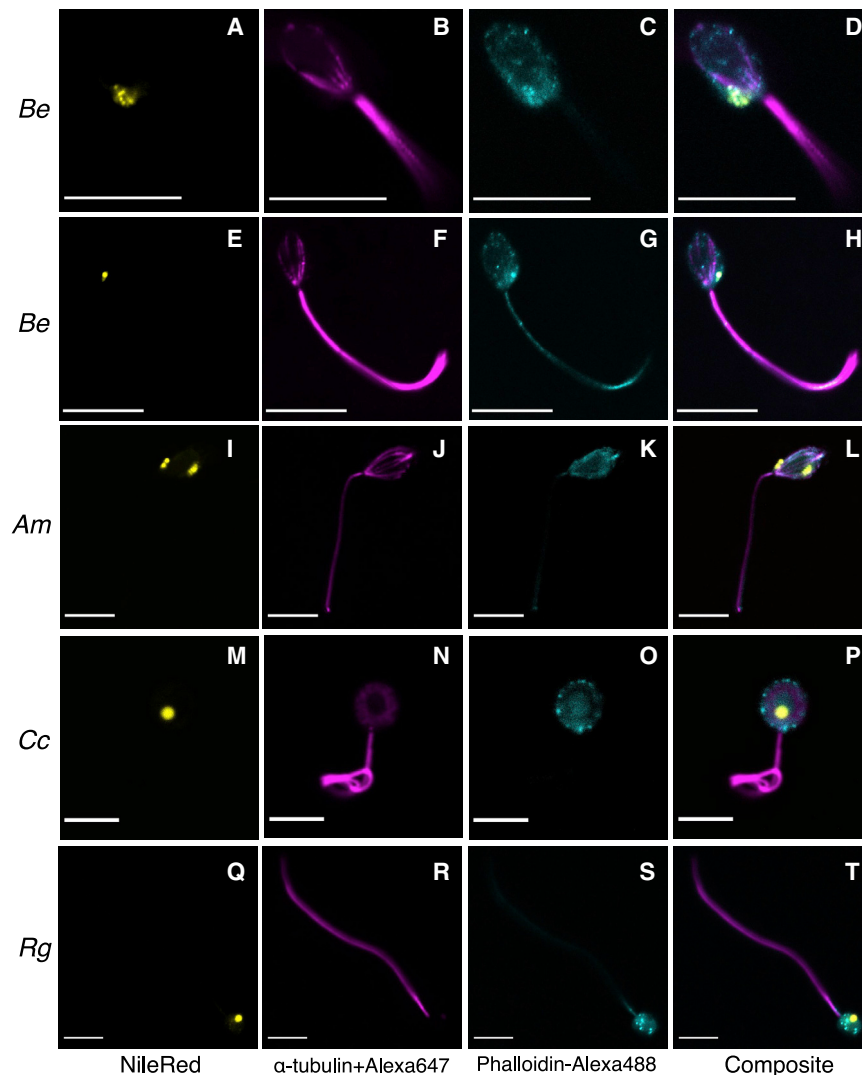 A B C D
Be
E F G H
Be
I J K L
Am
M N O P
Cc
Q R S T
Rg
NileRed α-tubulin+Alexa647 Phalloidin-Alexa488 Composite